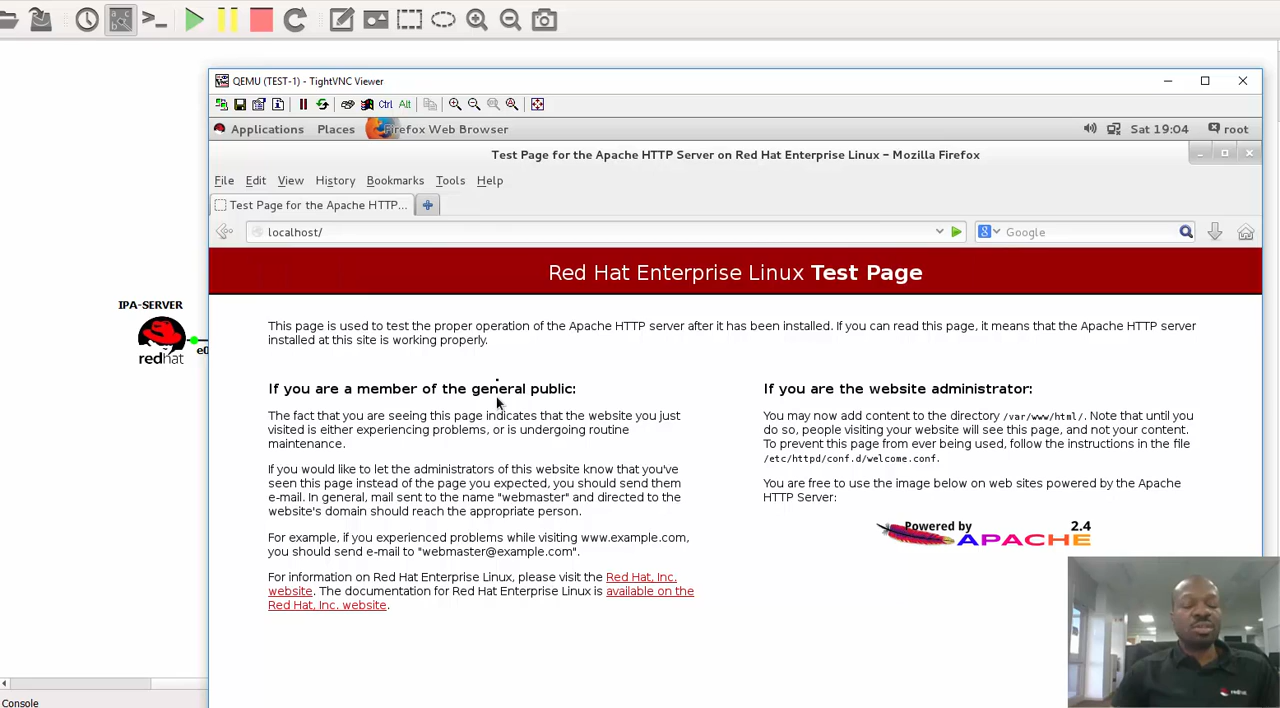 QEMU (TEST-1) - TightVNC Viewer
Ctrl Alt
Applications Places Firefox Web Browser Sat 19:04 root
Test Page for the Apache HTTP Server on Red Hat Enterprise Linux – Mozilla Firefox
File Edit View History Bookmarks Tools Help
Test Page for the Apache HTTP...
localhost/
Google
Red Hat Enterprise Linux Test Page
IPA-SERVER
redhat
e0
This page is used to test the proper operation of the Apache HTTP server after it has been installed. If you can read this page, it means that the Apache HTTP server
installed at this site is working properly.
If you are a member of the general public:
The fact that you are seeing this page indicates that the website you just
visited is either experiencing problems, or is undergoing routine
maintenance.
If you would like to let the administrators of this website know that you've
seen this page instead of the page you expected, you should send them
e-mail. In general, mail sent to the name "webmaster" and directed to the
website's domain should reach the appropriate person.
For example, if you experienced problems while visiting www.example.com,
you should send e-mail to "webmaster@example.com".
For information on Red Hat Enterprise Linux, please visit the Red Hat, Inc.
website. The documentation for Red Hat Enterprise Linux is available on the
Red Hat, Inc. website.
If you are the website administrator:
You may now add content to the directory /var/www/html/. Note that until you
do so, people visiting your website will see this page, and not your content.
To prevent this page from ever being used, follow the instructions in the file
/etc/httpd/conf.d/welcome.conf.
You are free to use the image below on web sites powered by the Apache
HTTP Server:
Powered by 2.4
APACHE
redhat
Console